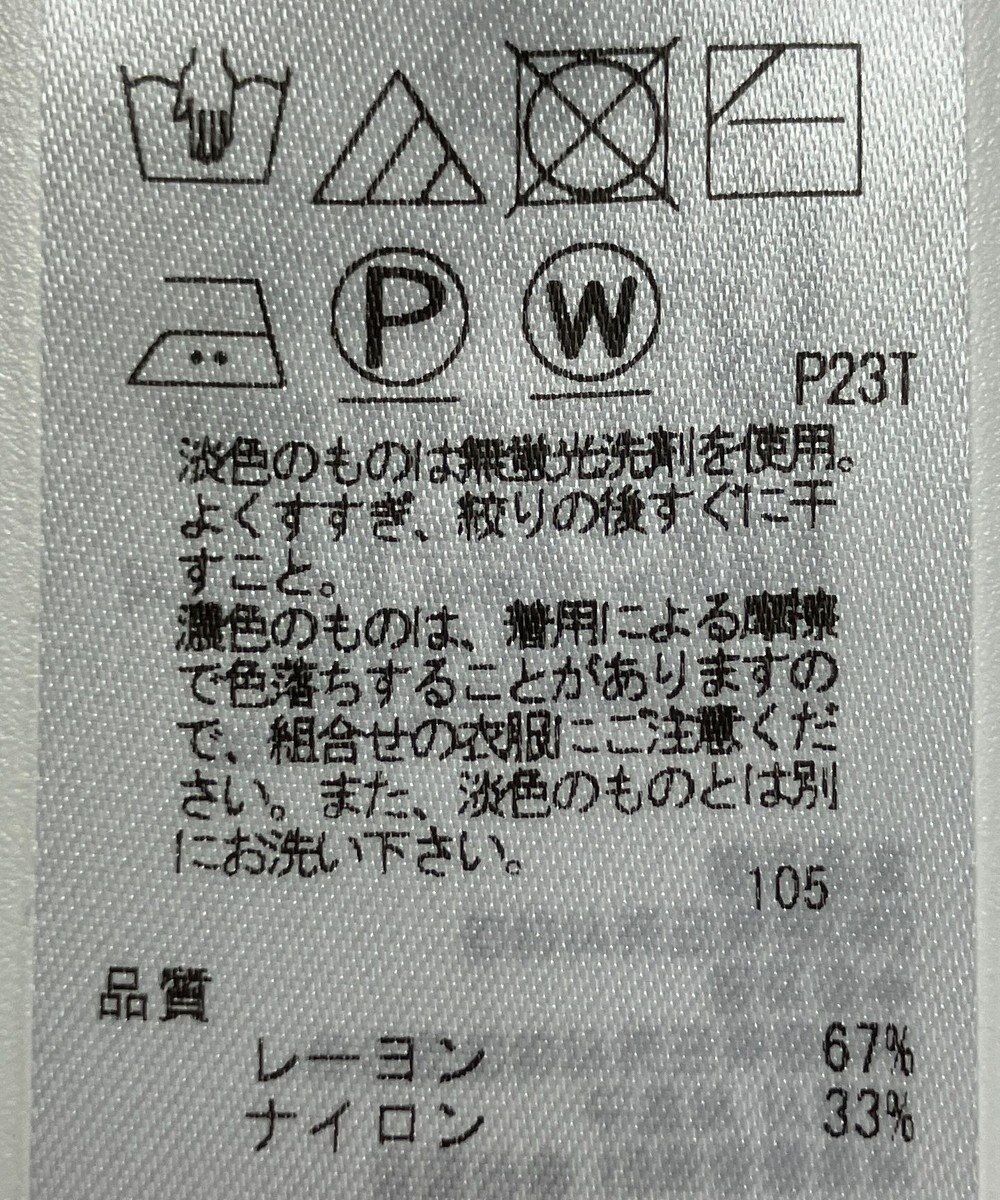 P
W
P23T
淡色のものは無蛍光洗剤を使用。
よくすすぎ、絞りの後すぐに干
すこと。
濃色のものは、着用による摩擦
で色落ちすることがありますの
で、組合せの衣服にご注意くだ
さい。また、淡色のものとは別
にお洗い下さい。
105
品質
レーヨン 67%
ナイロン 33%